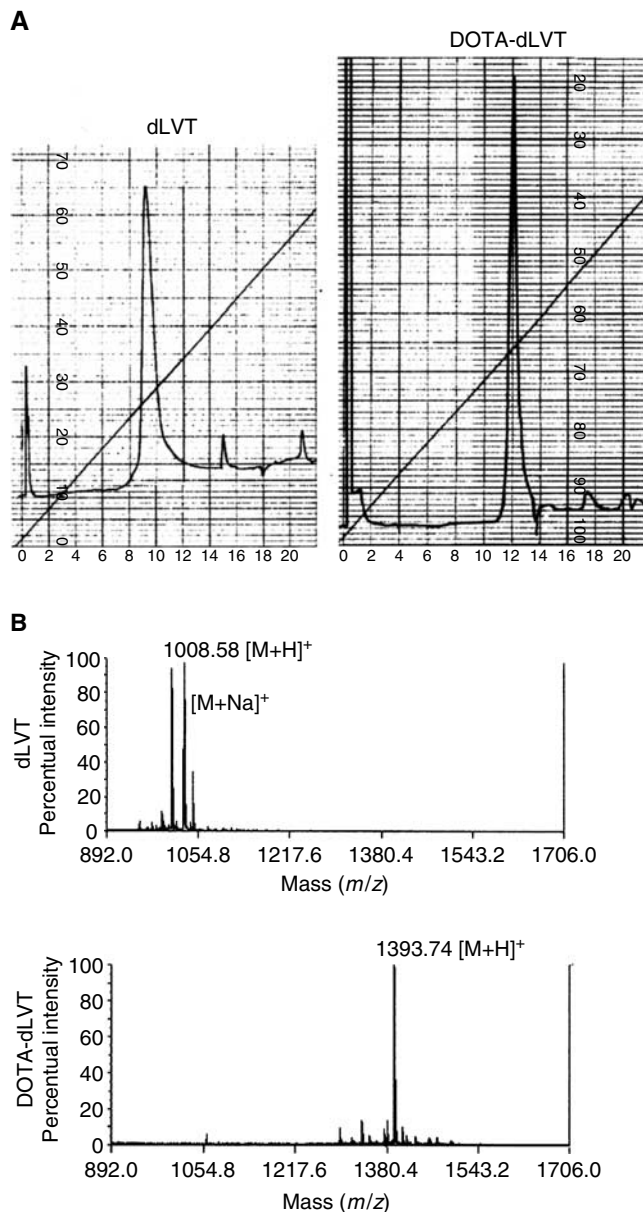 A
dLVT
DOTA-dLVT
70
60
50
40
30
20
10
0
0 2 4 6 8 10 12 14 16 18 20
20
30
40
50
60
70
80
90
100
0 2 4 6 8 10 12 14 16 18 20
B
1008.58 [M+H]+
[M+Na]+
dLVT
Percentual intensity
100
80
60
40
20
0
892.0 1054.8 1217.6 1380.4 1543.2 1706.0
Mass (m/z)
1393.74 [M+H]+
DOTA-dLVT
Percentual intensity
100
80
60
40
20
0
892.0 1054.8 1217.6 1380.4 1543.2 1706.0
Mass (m/z)